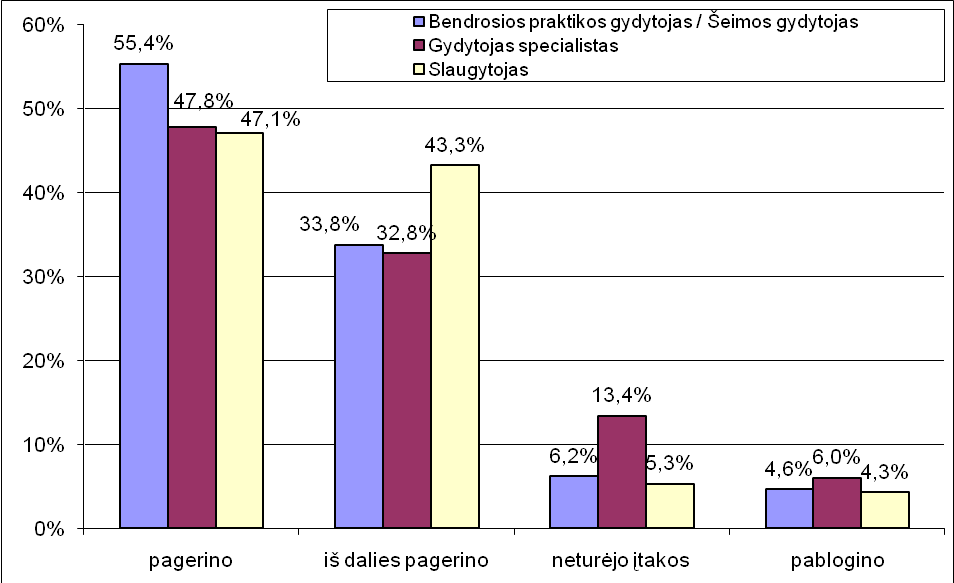 Bendrosios praktikos gydytojas / Šeimos gydytojas
Gydytojas specialistas
Slaugytojas
60%
50%
40%
30%
20%
10%
0%
55,4%
47,8%
47,1%
33,8%
32,8%
43,3%
6,2%
13,4%
5,3%
4,6%
6,0%
4,3%
pagerino
iš dalies pagerino
neturėjo įtakos
pablogino